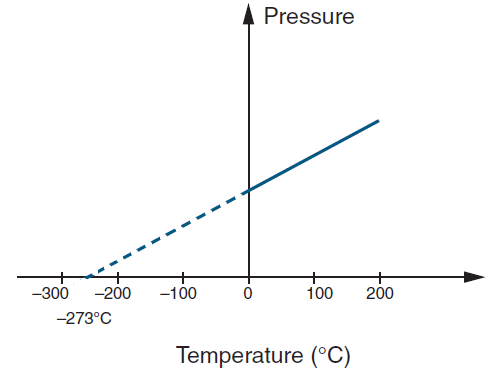 Pressure
–300 –200 –100 0 100 200
–273°C
Temperature (°C)